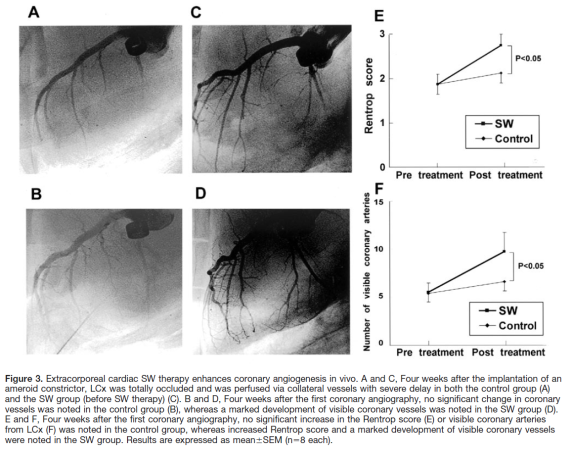 A
C
E
3
2
1
0
Rentrop score
P<0.05
SW
Control
Pre treatment
Post treatment
B
D
F
15
10
5
0
Number of visible coronary arteries
P<0.05
SW
Control
Pre treatment
Post treatment
Figure 3. Extracorporeal cardiac SW therapy enhances coronary angiogenesis in vivo. A and C, Four weeks after the implantation of an
ameroid constrictor, LCx was totally occluded and was perfused via collateral vessels with severe delay in both the control group (A)
and the SW group (before SW therapy) (C). B and D, Four weeks after the first coronary angiography, no significant change in coronary
vessels was noted in the control group (B), whereas a marked development of visible coronary vessels was noted in the SW group (D).
E and F, Four weeks after the first coronary angiography, no significant increase in the Rentrop score (E) or visible coronary arteries
from LCx (F) was noted in the control group, whereas increased Rentrop score and a marked development of visible coronary vessels
were noted in the SW group. Results are expressed as mean±SEM (n=8 each).